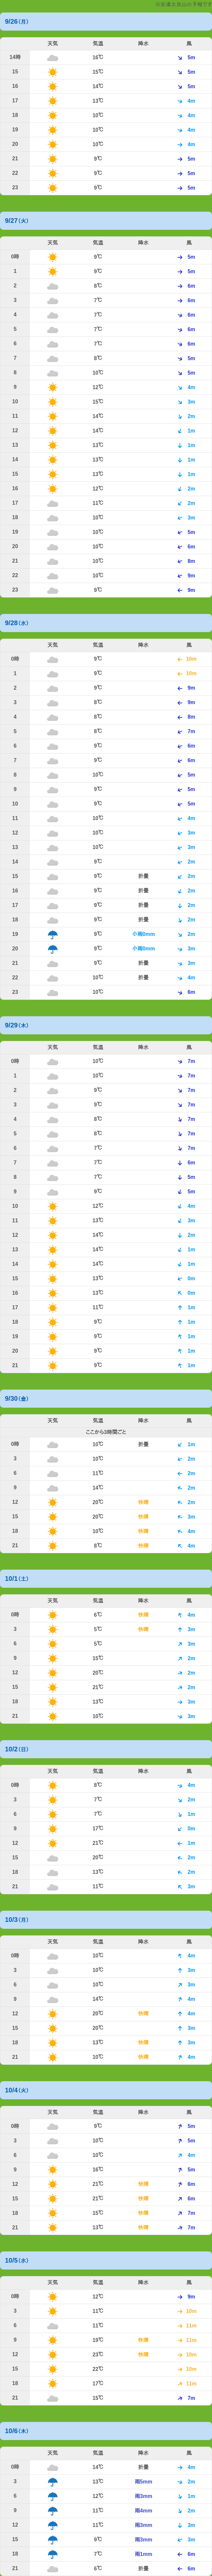 ※安達太良山の予報です
9/26(月)
天気 気温 降水 風
14時 16℃ 5m
15 15℃ 5m
16 14℃ 5m
17 13℃ 4m
18 10℃ 4m
19 10℃ 4m
20 10℃ 4m
21 9℃ 5m
22 9℃ 5m
23 9℃ 5m
9/27(火)
天気 気温 降水 風
0時 9℃ 5m
1 9℃ 5m
2 8℃ 6m
3 7℃ 6m
4 7℃ 6m
5 7℃ 6m
6 7℃ 6m
7 8℃ 5m
8 10℃ 5m
9 12℃ 4m
10 15℃ 3m
11 14℃ 2m
12 14℃ 1m
13 13℃ 1m
14 13℃ 1m
15 13℃ 1m
16 12℃ 2m
17 11℃ 2m
18 10℃ 3m
19 10℃ 5m
20 10℃ 6m
21 10℃ 8m
22 10℃ 9m
23 9℃ 9m
9/28(水)
天気 気温 降水 風
0時 9℃ 10m
1 9℃ 10m
2 9℃ 9m
3 8℃ 9m
4 8℃ 8m
5 8℃ 7m
6 9℃ 6m
7 9℃ 6m
8 10℃ 5m
9 9℃ 5m
10 9℃ 5m
11 10℃ 4m
12 10℃ 3m
13 10℃ 3m
14 9℃ 2m
15 9℃ 折畳 2m
16 9℃ 折畳 2m
17 9℃ 折畳 2m
18 9℃ 折畳 2m
19 9℃ 小雨0mm 2m
20 9℃ 小雨0mm 3m
21 9℃ 折畳 3m
22 10℃ 折畳 4m
23 10℃ 6m
9/29(木)
天気 気温 降水 風
0時 10℃ 7m
1 10℃ 7m
2 9℃ 7m
3 9℃ 7m
4 8℃ 7m
5 8℃ 7m
6 7℃ 7m
7 7℃ 6m
8 7℃ 5m
9 9℃ 5m
10 12℃ 4m
11 13℃ 3m
12 14℃ 2m
13 14℃ 1m
14 14℃ 1m
15 13℃ 0m
16 13℃ 0m
17 11℃ 1m
18 9℃ 1m
19 9℃ 1m
20 9℃ 1m
21 9℃ 1m
9/30(金)
天気 気温 降水 風
ここから3時間ごと
0時 10℃ 折畳 1m
3 10℃ 2m
6 11℃ 2m
9 14℃ 2m
12 20℃ 快晴 2m
15 20℃ 快晴 3m
18 10℃ 快晴 4m
21 8℃ 快晴 4m
10/1(土)
天気 気温 降水 風
0時 6℃ 快晴 4m
3 5℃ 快晴 3m
6 5℃ 3m
9 15℃ 2m
12 20℃ 2m
15 21℃ 2m
18 13℃ 3m
21 10℃ 3m
10/2(日)
天気 気温 降水 風
0時 8℃ 4m
3 7℃ 2m
6 7℃ 1m
9 17℃ 0m
12 21℃ 1m
15 20℃ 2m
18 13℃ 2m
21 11℃ 3m
10/3(月)
天気 気温 降水 風
0時 10℃ 4m
3 10℃ 3m
6 10℃ 3m
9 14℃ 4m
12 20℃ 快晴 4m
15 20℃ 3m
18 13℃ 快晴 3m
21 10℃ 快晴 4m
10/4(火)
天気 気温 降水 風
0時 9℃ 5m
3 10℃ 5m
6 10℃ 4m
9 16℃ 5m
12 21℃ 快晴 6m
15 21℃ 快晴 6m
18 15℃ 快晴 7m
21 13℃ 快晴 7m
10/5(水)
天気 気温 降水 風
0時 12℃ 9m
3 11℃ 10m
6 11℃ 11m
9 19℃ 快晴 11m
12 23℃ 快晴 10m
15 22℃ 10m
18 17℃ 11m
21 15℃ 7m
10/6(木)
天気 気温 降水 風
0時 14℃ 折畳 4m
3 13℃ 雨5mm 2m
6 12℃ 雨3mm 1m
9 11℃ 雨4mm 2m
12 11℃ 雨3mm 3m
15 9℃ 雨3mm 3m
18 7℃ 雨1mm 6m
21 6℃ 折畳 6m